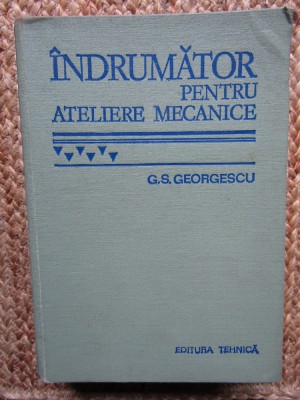 ÎNDRUMĂTOR
PENTRU
ATELIERE MECANICE
G.S. GEORGESCU
EDITURA TEHNICĂ